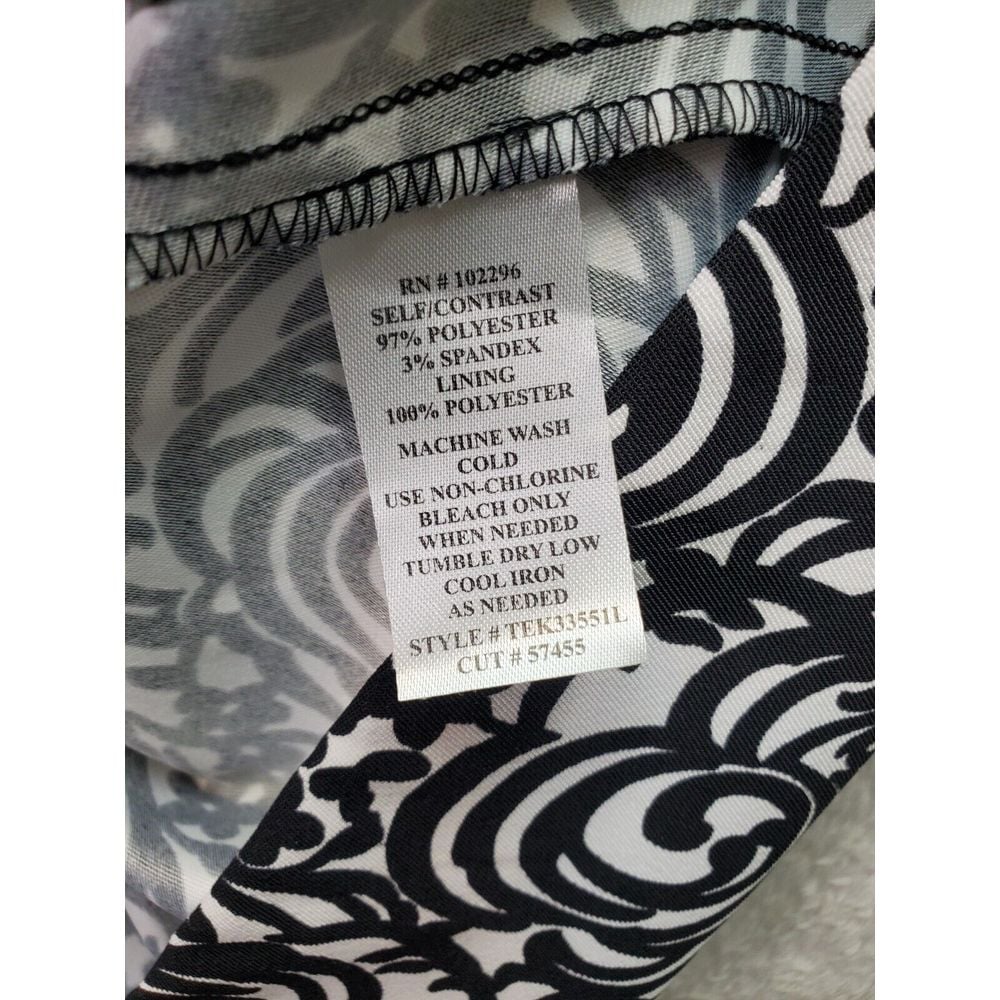 RN # 102296
SELF/CONTRAST
97% POLYESTER
3% SPANDEX
LINING
100% POLYESTER
MACHINE WASH
COLD
USE NON-CHLORINE
BLEACH ONLY
WHEN NEEDED
TUMBLE DRY LOW
COOL IRON
AS NEEDED
STYLE # TEK33551L
CUT # 57455